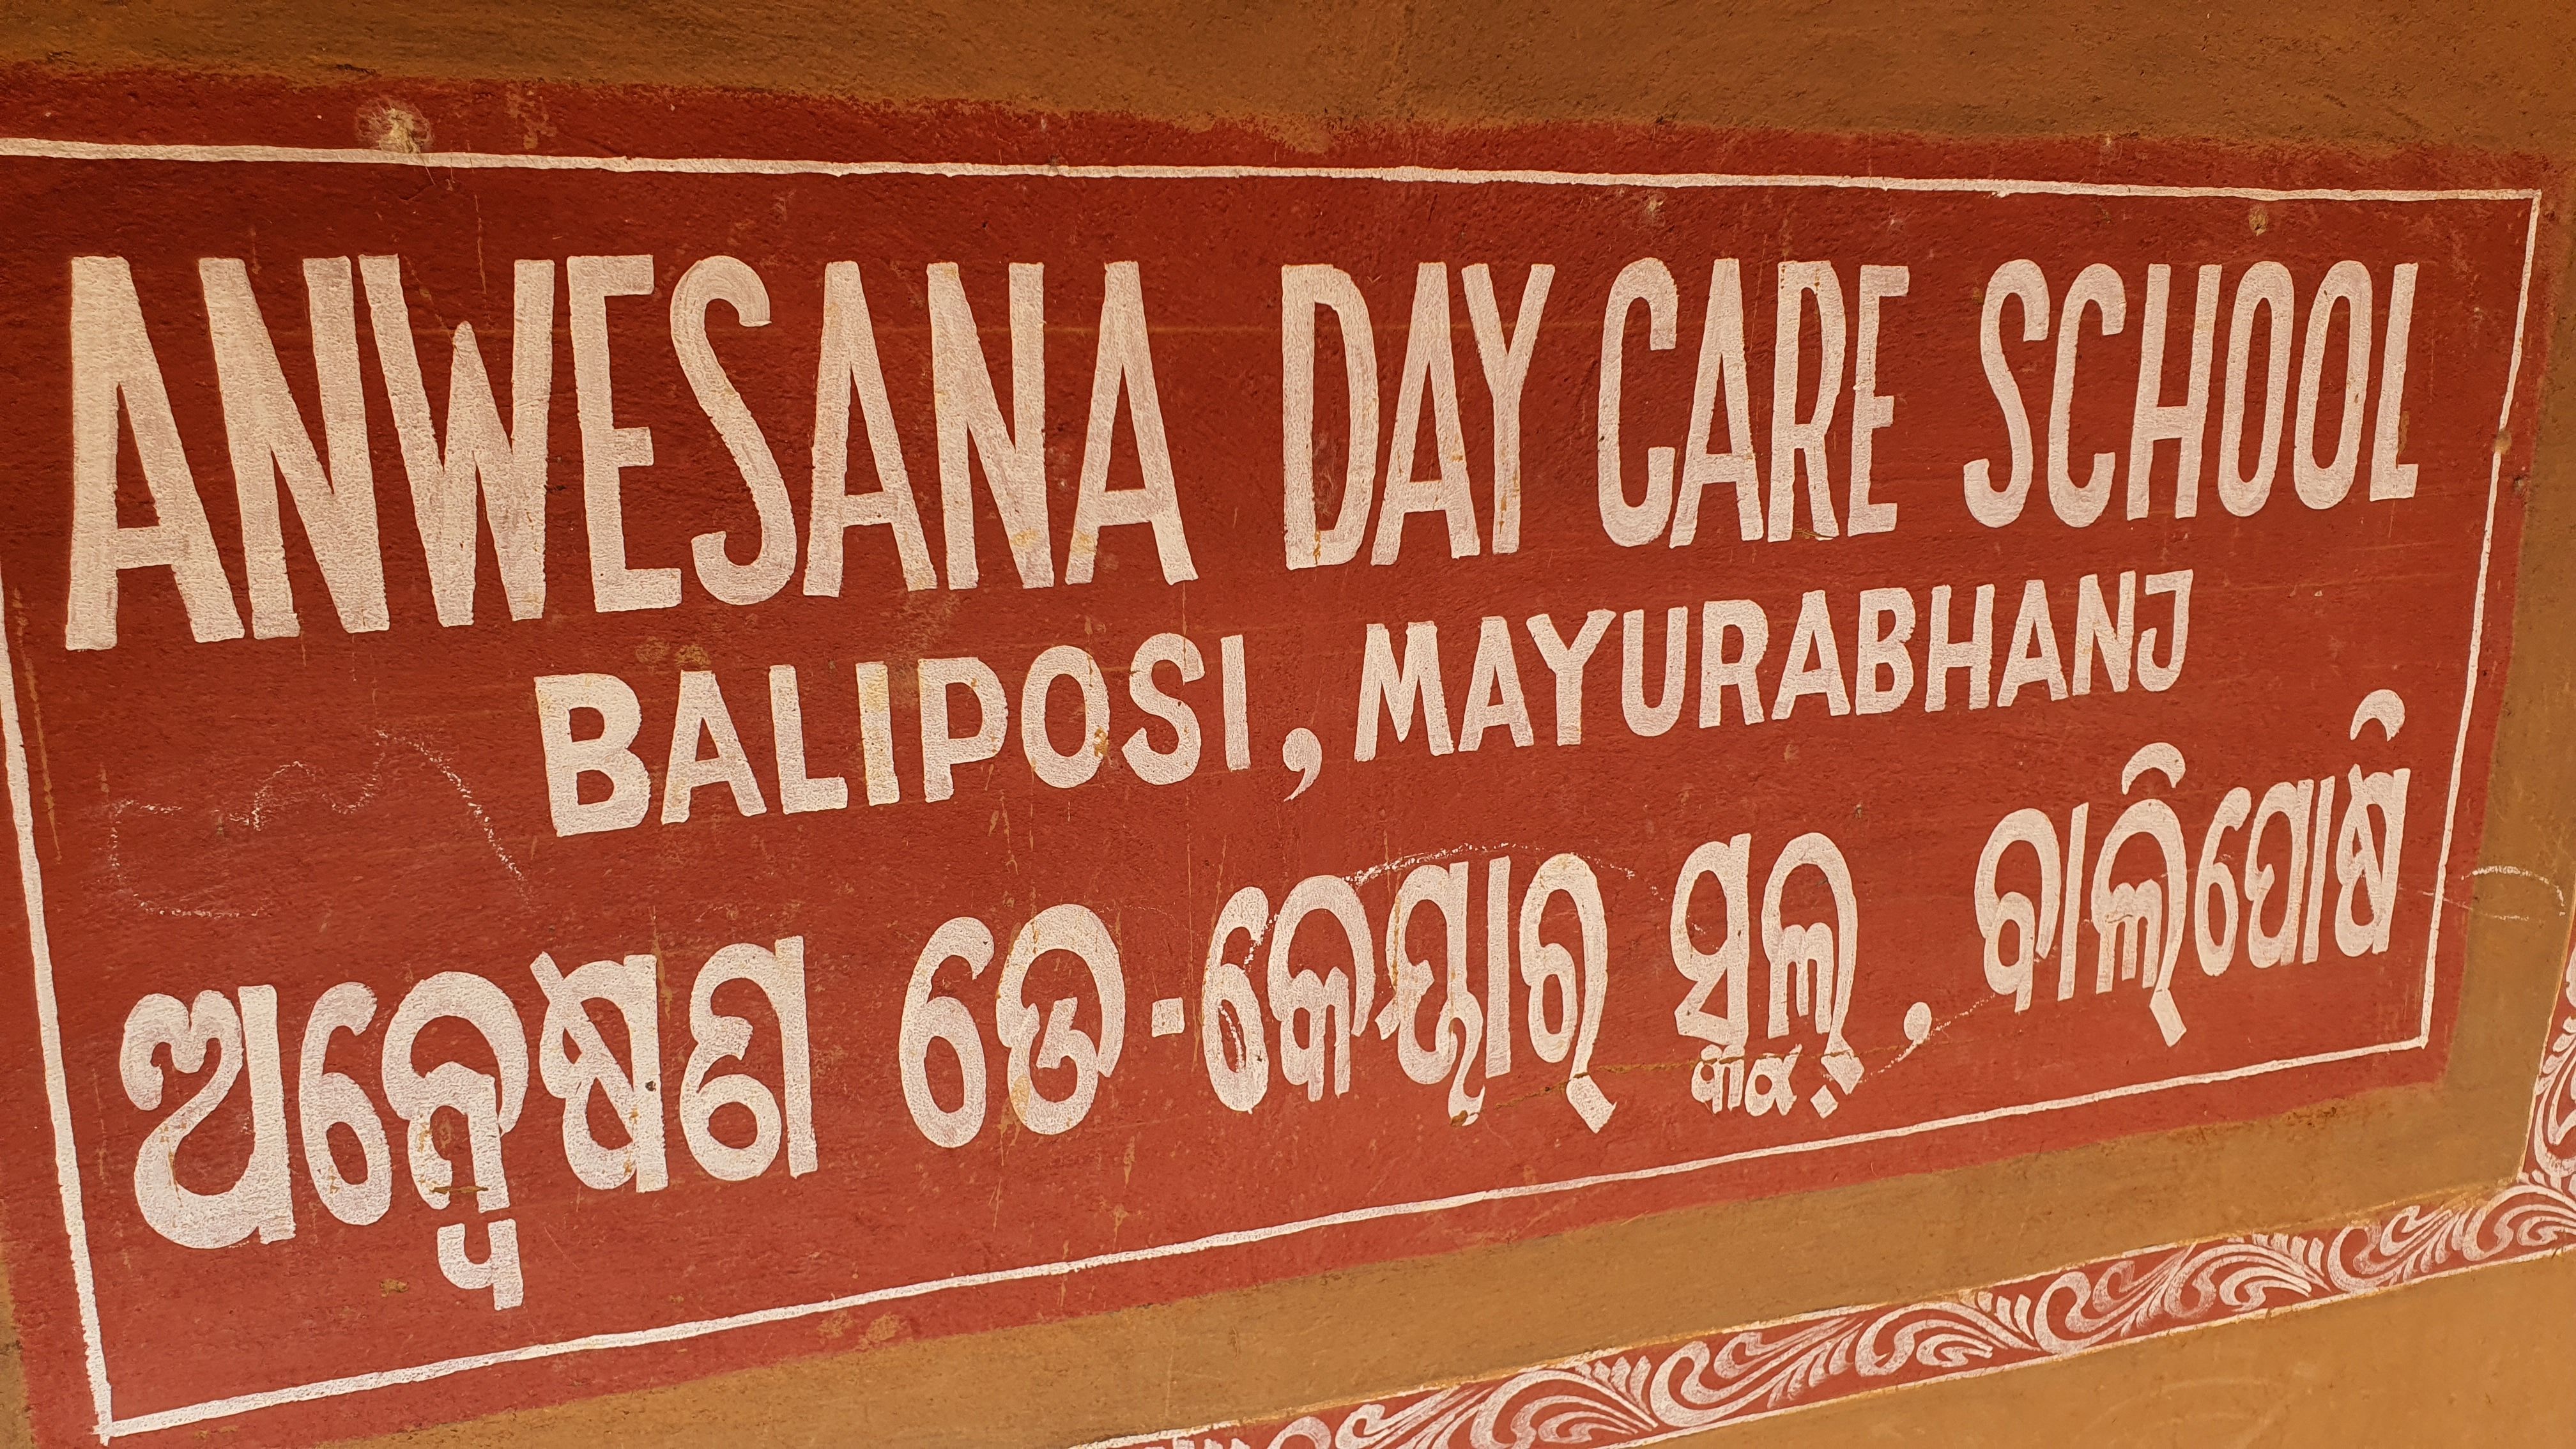 ANWESANA DAY CARE SCHOOL
BALIPOSI, MAYURABHANJ
ଅନ୍ୱେଷଣ ଡେ-କେୟାର୍ ସ୍କୁଲ୍, ବାଲିପୋଷି